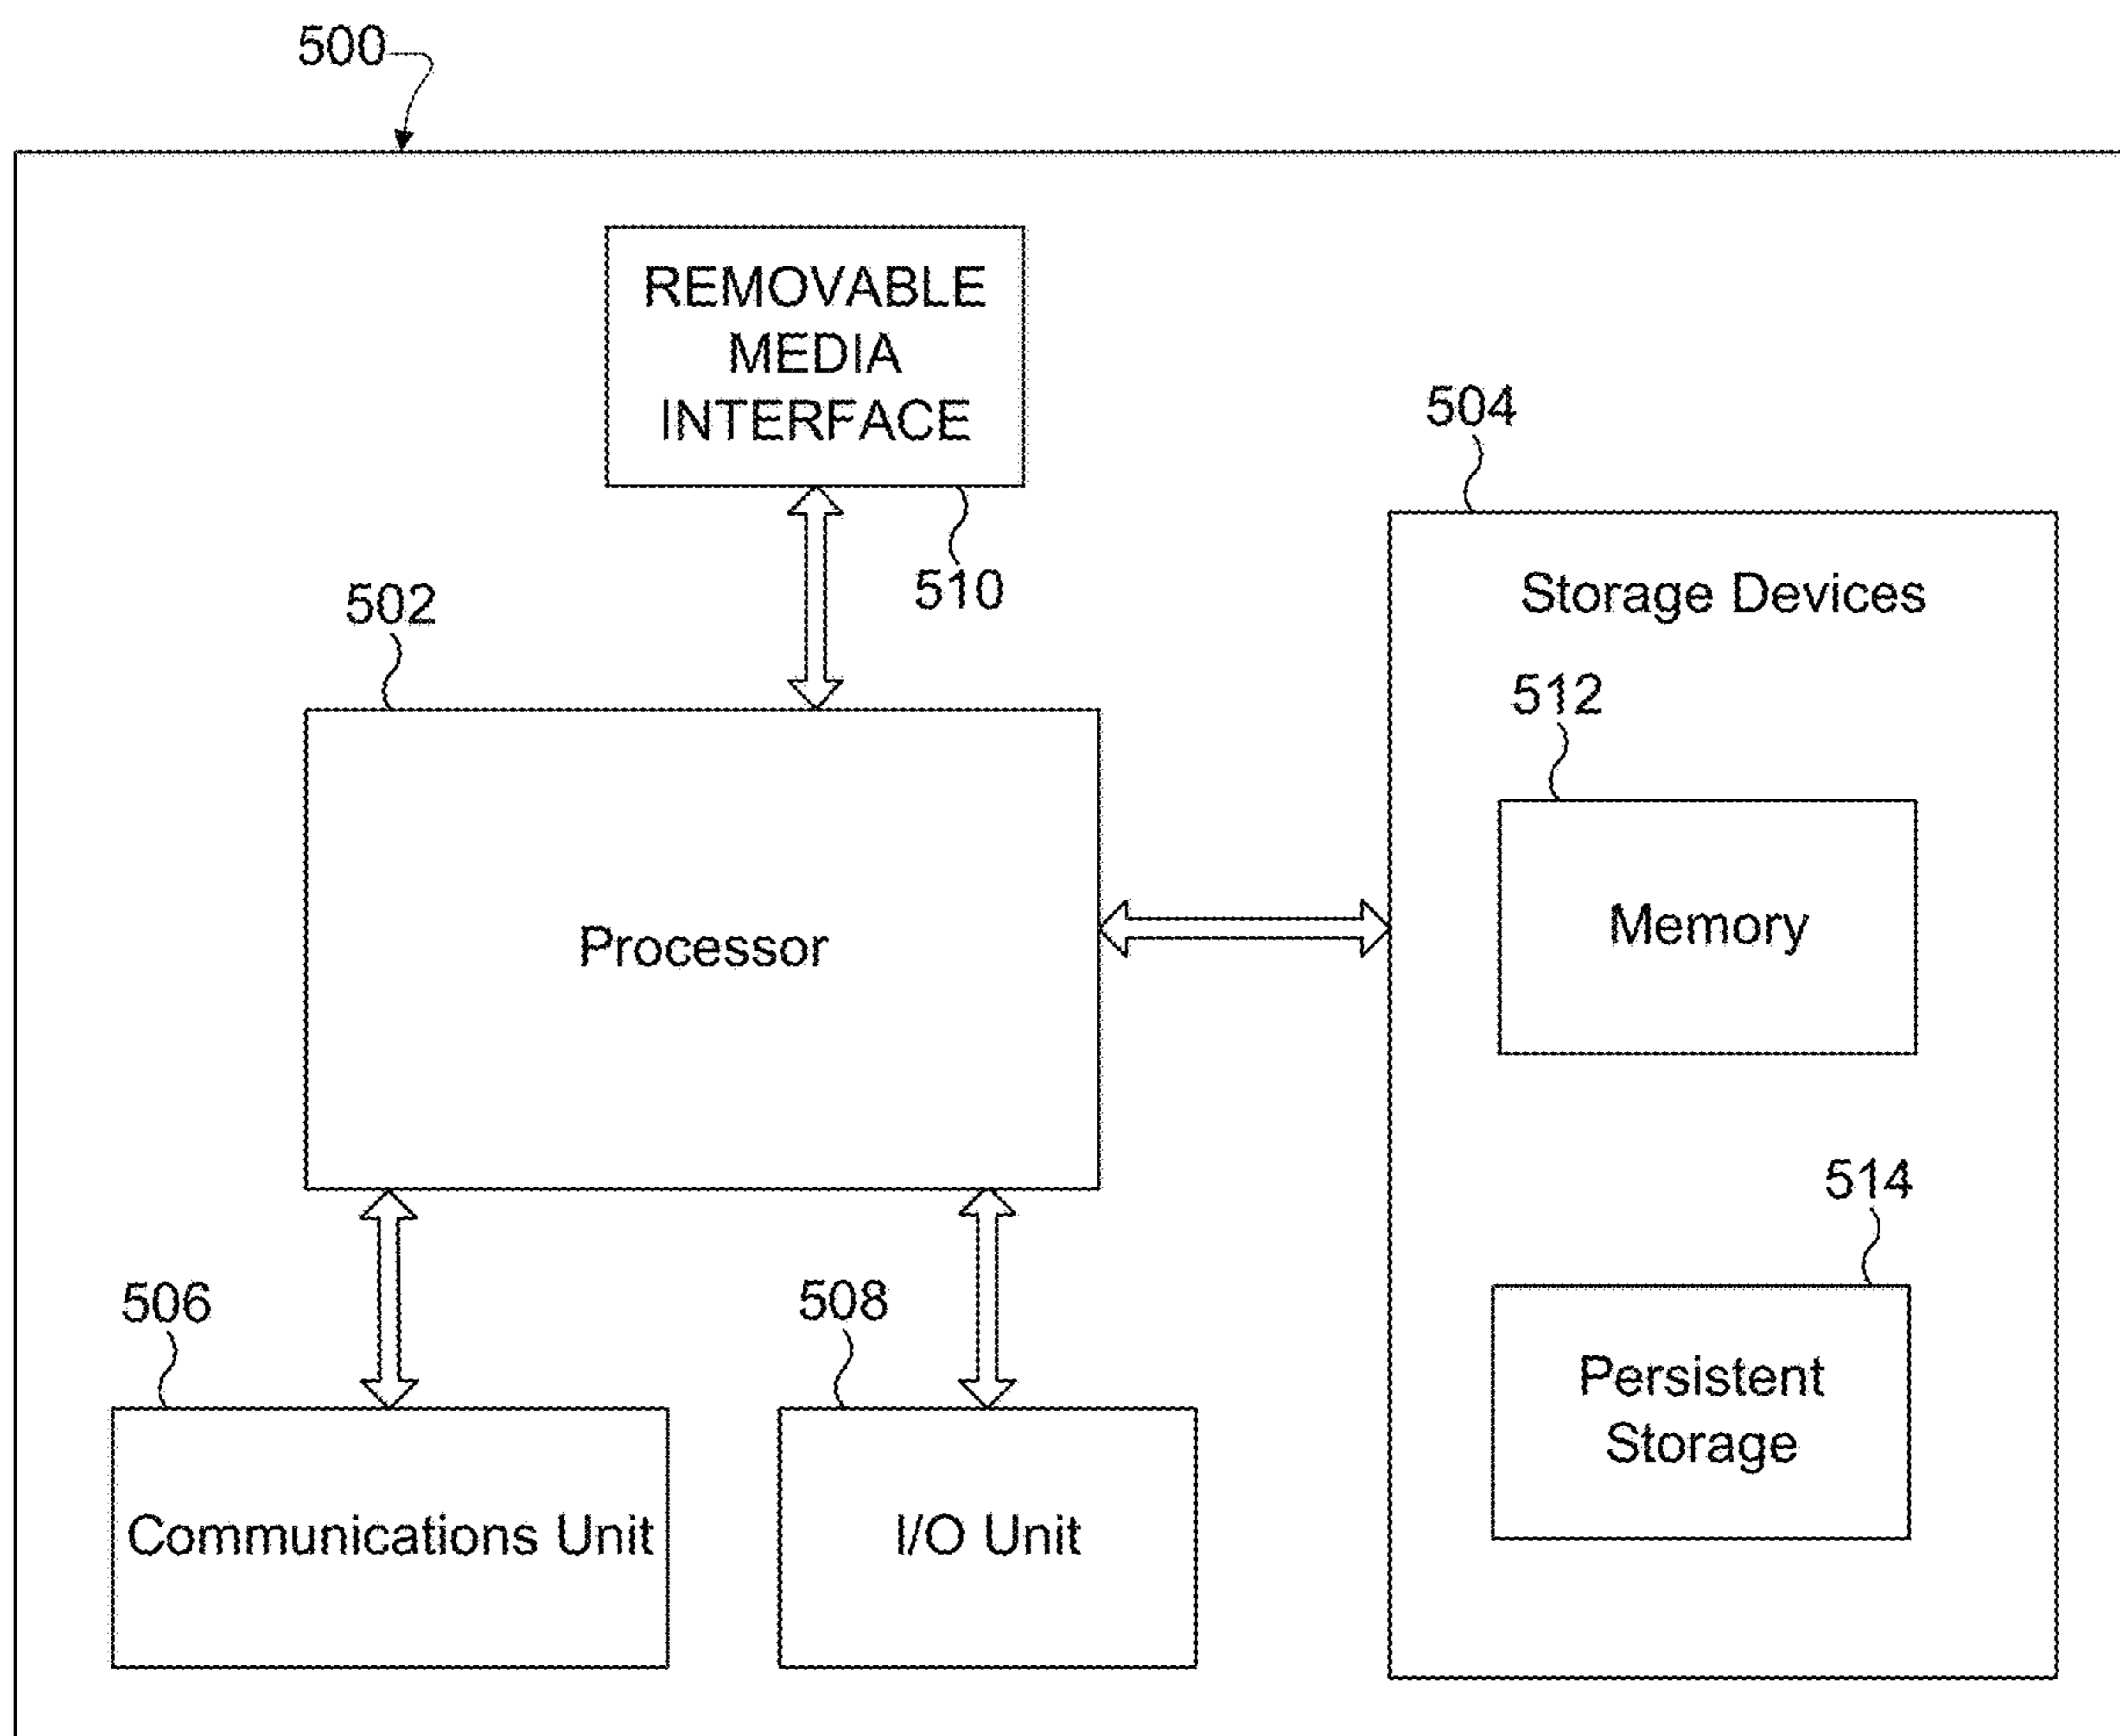 500
REMOVABLE
MEDIA
INTERFACE
510
504
Storage Devices
502
512
Processor
Memory
514
506
508
Persistent
Storage
Communications Unit
I/O Unit